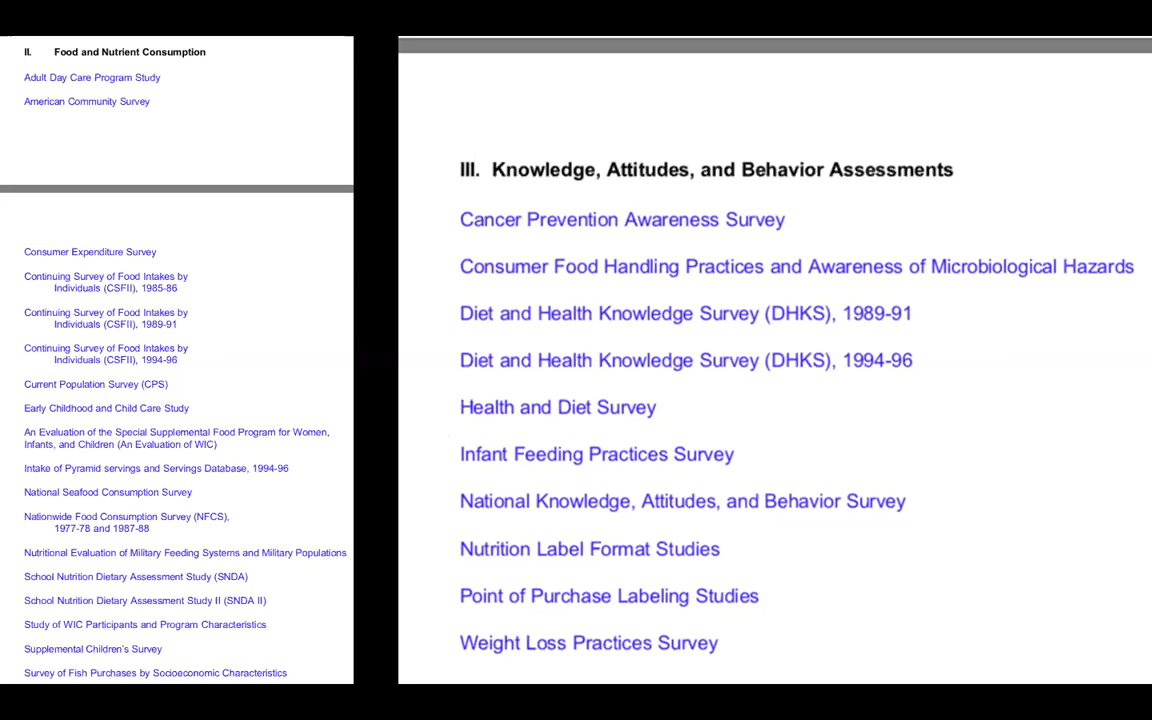 II. Food and Nutrient Consumption
Adult Day Care Program Study
American Community Survey
Consumer Expenditure Survey
Continuing Survey of Food Intakes by
Individuals (CSFII), 1985-86
Continuing Survey of Food Intakes by
Individuals (CSFII), 1989-91
Continuing Survey of Food Intakes by
Individuals (CSFII), 1994-96
Current Population Survey (CPS)
Early Childhood and Child Care Study
An Evaluation of the Special Supplemental Food Program for Women,
Infants, and Children (An Evaluation of WIC)
Intake of Pyramid servings and Servings Database, 1994-96
National Seafood Consumption Survey
Nationwide Food Consumption Survey (NFCS),
1977-78 and 1987-88
Nutritional Evaluation of Military Feeding Systems and Military Populations
School Nutrition Dietary Assessment Study (SNDA)
School Nutrition Dietary Assessment Study II (SNDA II)
Study of WIC Participants and Program Characteristics
Supplemental Children's Survey
Survey of Fish Purchases by Socioeconomic Characteristics
III. Knowledge, Attitudes, and Behavior Assessments
Cancer Prevention Awareness Survey
Consumer Food Handling Practices and Awareness of Microbiological Hazards
Diet and Health Knowledge Survey (DHKS), 1989-91
Diet and Health Knowledge Survey (DHKS), 1994-96
Health and Diet Survey
Infant Feeding Practices Survey
National Knowledge, Attitudes, and Behavior Survey
Nutrition Label Format Studies
Point of Purchase Labeling Studies
Weight Loss Practices Survey